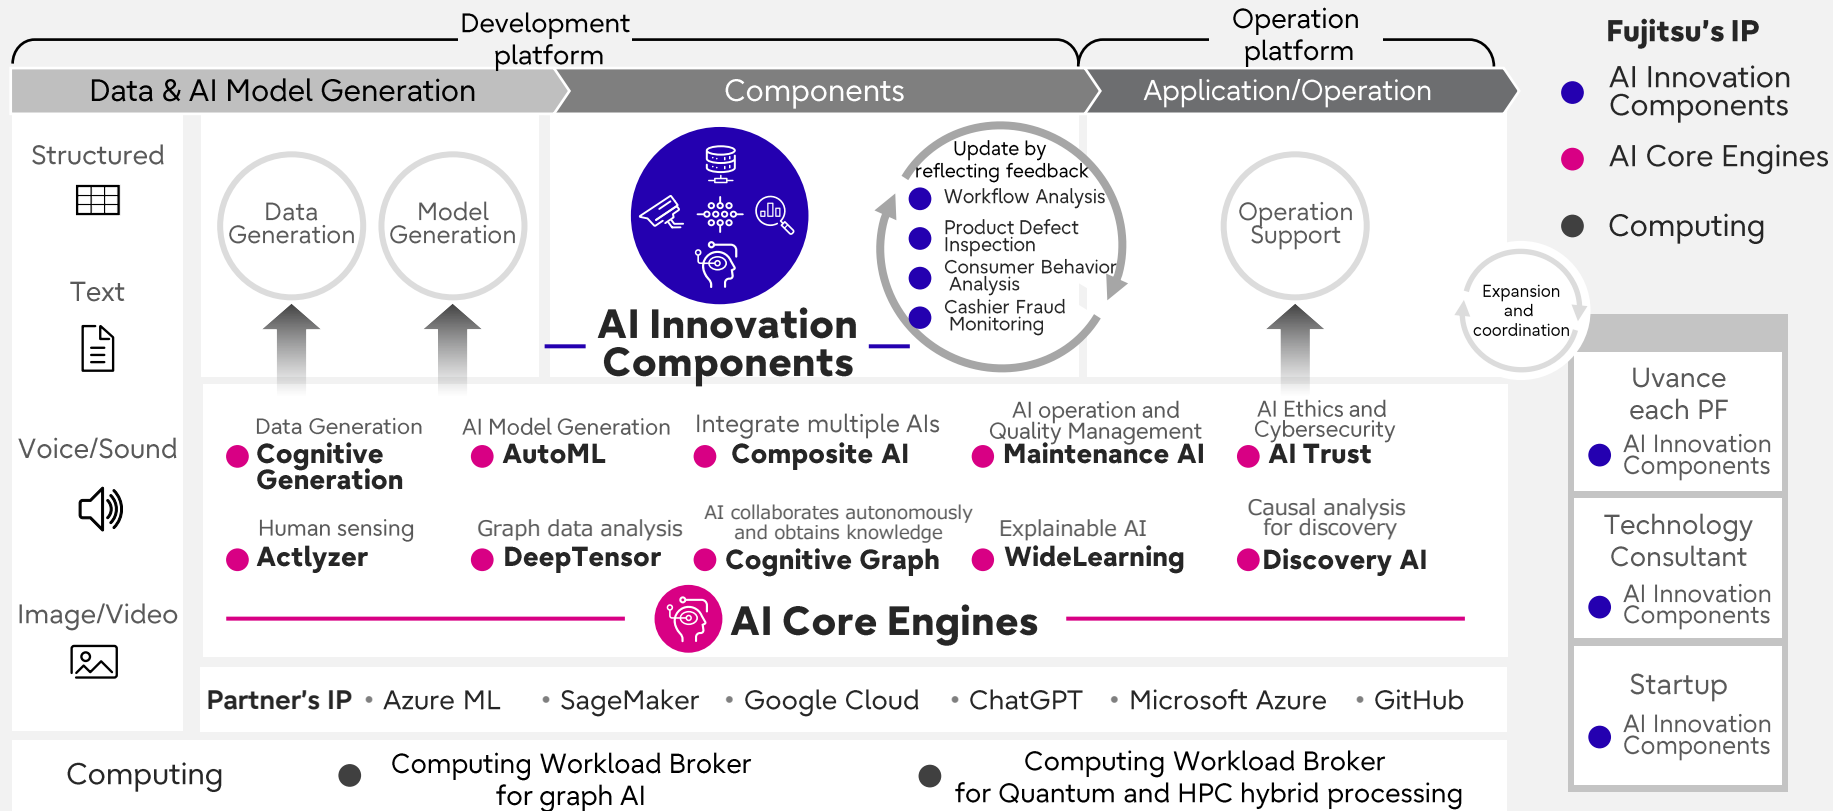 Development
platform
Operation
platform
Data & AI Model Generation
Components
Application/Operation
Fujitsu's IP
AI Innovation
Components
AI Core Engines
Computing
Structured
Text
Voice/Sound
Image/Video
Data
Generation
Model
Generation
AI Innovation
Components
Update by
reflecting feedback
Workflow Analysis
Product Defect
Inspection
Consumer Behavior
Analysis
Cashier Fraud
Monitoring
Operation
Support
Expansion
and
coordination
Data Generation
Cognitive
Generation
AI Model Generation
AutoML
Integrate multiple AIs
Composite AI
AI operation and
Quality Management
Maintenance AI
AI Ethics and
Cybersecurity
AI Trust
Human sensing
Actlyzer
Graph data analysis
DeepTensor
AI collaborates autonomously
and obtains knowledge
Cognitive Graph
Explainable AI
WideLearning
Causal analysis
for discovery
Discovery AI
AI Core Engines
Partner's IP • Azure ML • SageMaker • Google Cloud • ChatGPT • Microsoft Azure • GitHub
Computing
Computing Workload Broker
for graph AI
Computing Workload Broker
for Quantum and HPC hybrid processing
Uvance
each PF
AI Innovation
Components
Technology
Consultant
AI Innovation
Components
Startup
AI Innovation
Components